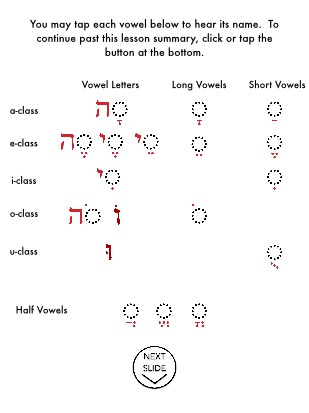 You may tap each vowel below to hear its name. To
continue past this lesson summary, click or tap the
button at the bottom.
Vowel Letters Long Vowels Short Vowels
a-class ◌ָה ◌ָ ◌ַ
e-class ◌ֶה ◌ֶי ◌ֵי ◌ֵ ◌ֶ
i-class ◌ִי ◌ִ
o-class ◌ֹה וֹ ◌ֹ
u-class וּ ◌ֻ
Half Vowels ◌ֲ ◌ֱ ◌ֳ
NEXT
SLIDE